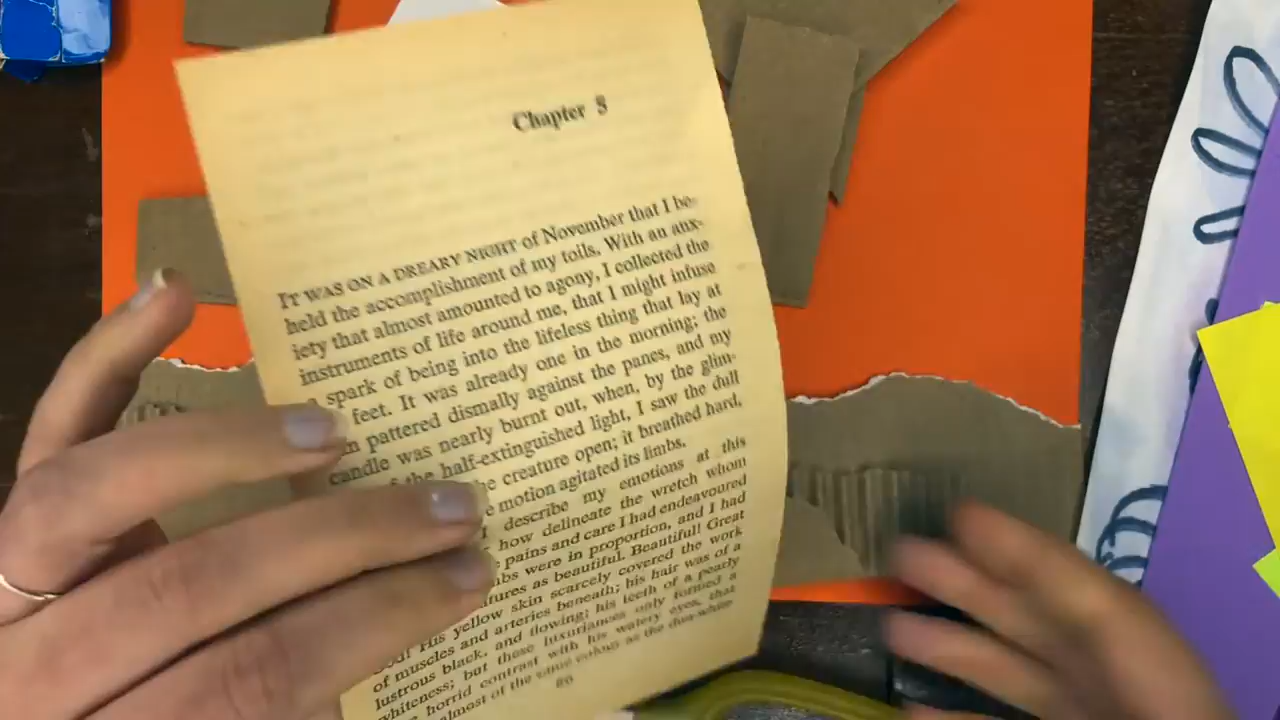 Chapter 5
IT WAS ON A DREARY NIGHT of November that I be-
held the accomplishment of my toils. With an anx-
iety that almost amounted to agony, I collected the
instruments of life around me, that I might infuse
a spark of being into the lifeless thing that lay at
feet. It was already one in the morning; the
pattered dismally against the panes, and my
candle was nearly burnt out, when, by the glim-
the half-extinguished light, I saw the dull
creature open; it breathed hard,
motion agitated its limbs.
describe my emotions at this
how delineate the wretch whom
pains and care I had endeavoured
were in proportion, and I had
as beautiful. Beautiful! Great
His yellow skin scarcely covered the work
of muscles and arteries beneath; his hair was of a
lustrous black, and flowing; his teeth of a pearly
whiteness; but these luxuriances only formed a
horrid contrast with his watery eyes, that
almost of the same colour as the dun-white